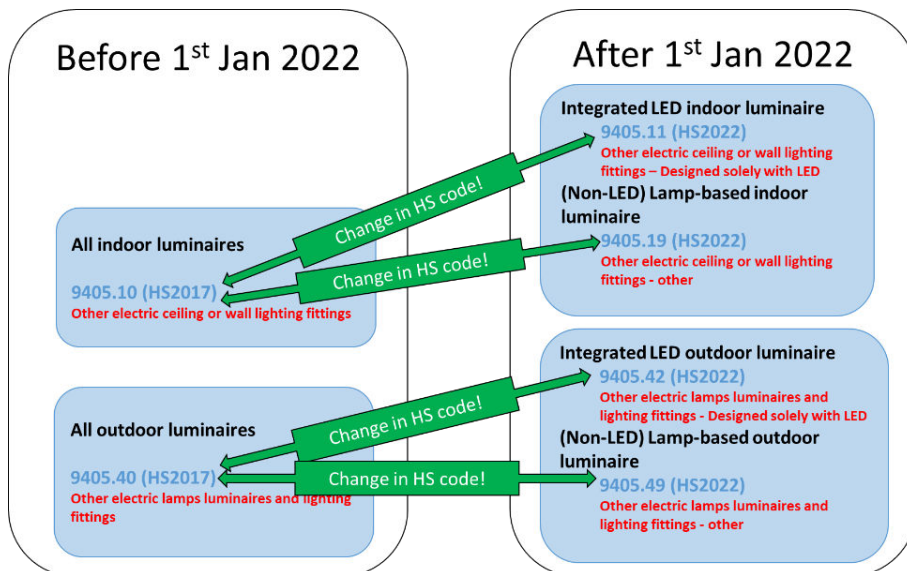 Before 1st Jan 2022
All indoor luminaires
9405.10 (HS2017)
Other electric ceiling or wall lighting fittings
All outdoor luminaires
9405.40 (HS2017)
Other electric lamps luminaires and lighting
fittings
Change in HS code!
Change in HS code!
Change in HS code!
Change in HS code!
After 1st Jan 2022
Integrated LED indoor luminaire
9405.11 (HS2022)
Other electric ceiling or wall lighting
fittings – Designed solely with LED
(Non-LED) Lamp-based indoor
luminaire
9405.19 (HS2022)
Other electric ceiling or wall lighting
fittings - other
Integrated LED outdoor luminaire
9405.42 (HS2022)
Other electric lamps luminaires and
lighting fittings - Designed solely with LED
(Non-LED) Lamp-based outdoor
luminaire
9405.49 (HS2022)
Other electric lamps luminaires and
lighting fittings - other